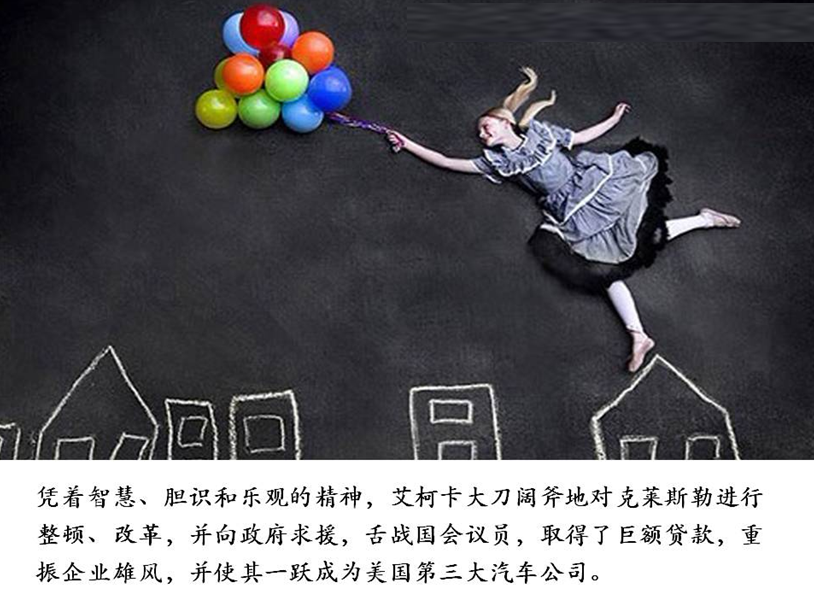 凭着智慧、胆识和乐观的精神，艾柯卡大刀阔斧地对克莱斯勒进行
整顿、改革，并向政府求援，舌战国会议员，取得了巨额贷款，重
振企业雄风，并使其一跃成为美国第三大汽车公司。